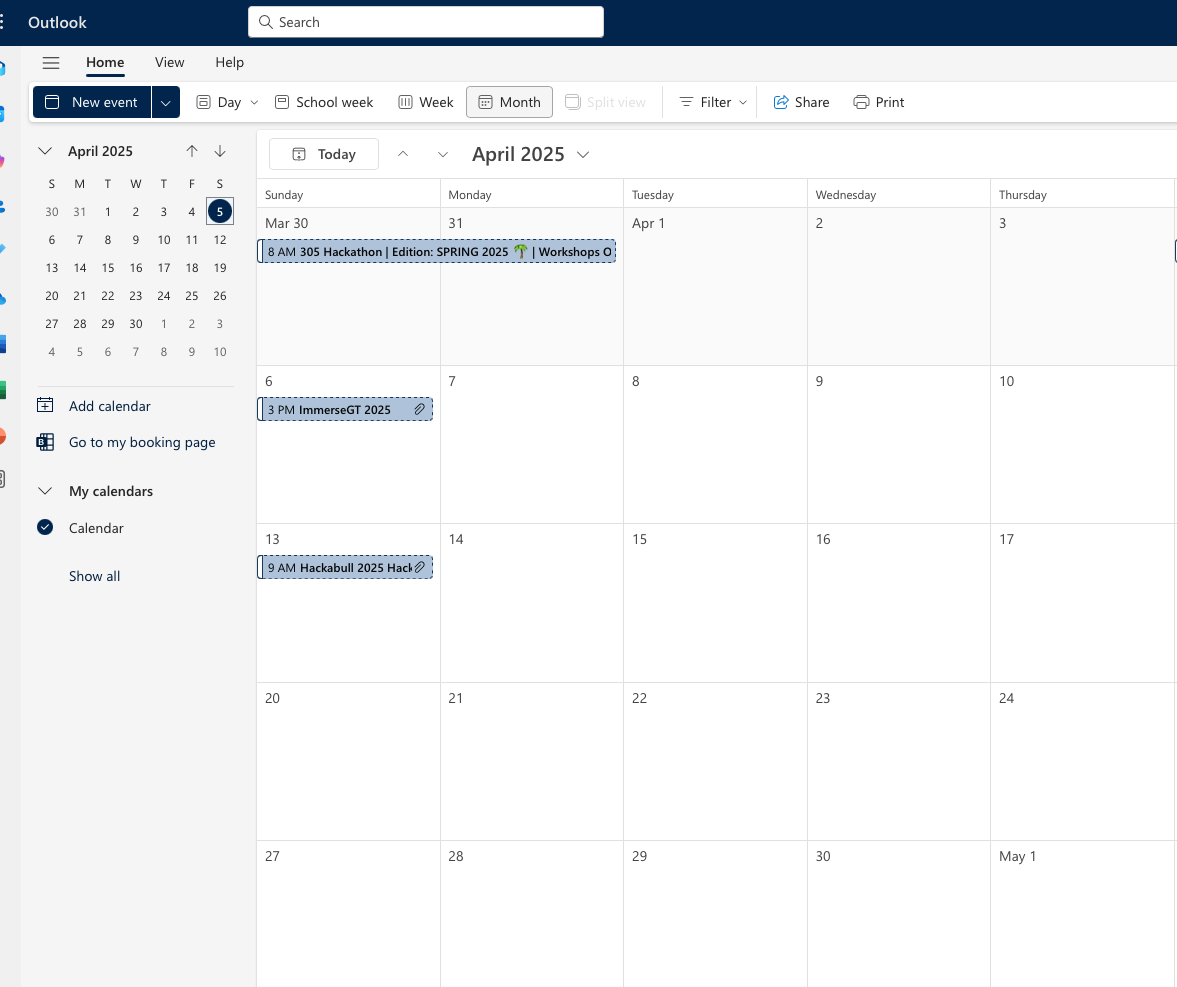 Outlook
Search
Home View Help
New event Day School week Week Month Split view Filter Share Print
April 2025
S M T W T F S
30 31 1 2 3 4 5
6 7 8 9 10 11 12
13 14 15 16 17 18 19
20 21 22 23 24 25 26
27 28 29 30 1 2 3
4 5 6 7 8 9 10
Add calendar
Go to my booking page
My calendars
Calendar
Show all
Today April 2025
Sunday Monday Tuesday Wednesday Thursday
Mar 30 31 Apr 1 2 3
8 AM 305 Hackathon | Edition: SPRING 2025 🌴 | Workshops O
6 7 8 9 10
3 PM ImmerseGT 2025
13 14 15 16 17
9 AM Hackabull 2025 Hack
20 21 22 23 24
27 28 29 30 May 1